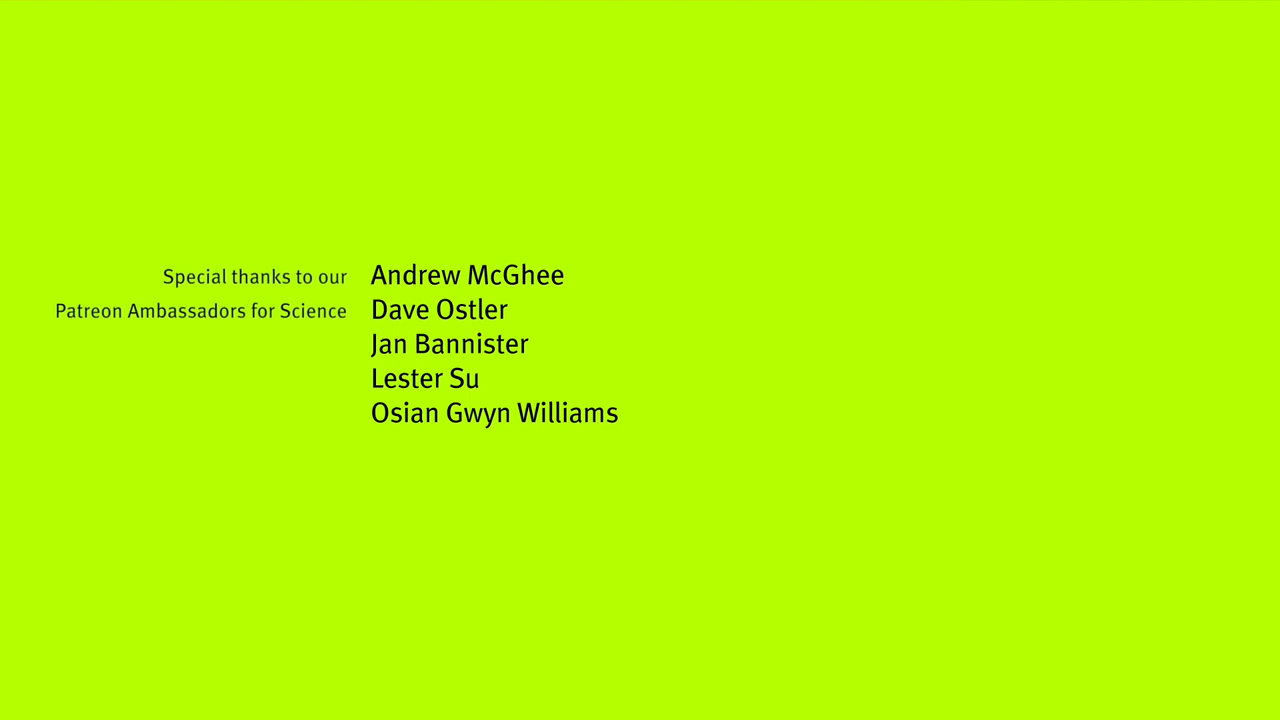 Special thanks to our
Patreon Ambassadors for Science
Andrew McGhee
Dave Ostler
Jan Bannister
Lester Su
Osian Gwyn Williams